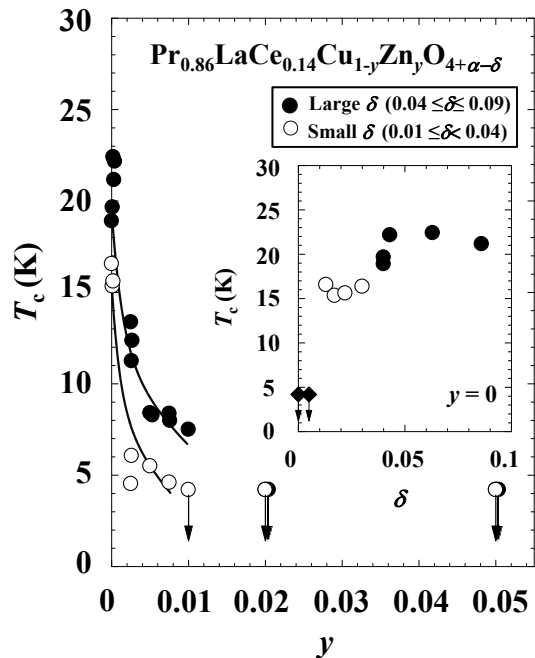 Pr0.86LaCe0.14Cu1-yZnyO4+α−δ
Large δ (0.04 ≤δ≤ 0.09)
Small δ (0.01 ≤δ< 0.04)
30
25
20
15
10
5
0
Tc (K)
0
0.01
0.02
0.03
0.04
0.05
y
30
25
20
15
10
5
0
Tc (K)
y = 0
0
0.05
0.1
δ